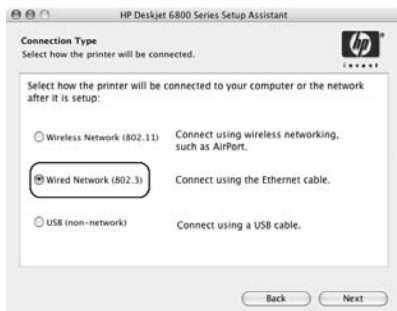 HP Deskjet 6800 Series Setup Assistant
Connection Type
Select how the printer will be connected.
hp
invent
Select how the printer will be connected to your computer or the network
after it is setup:
Wireless Network (802.11) Connect using wireless networking,
such as AirPort.
Wired Network (802.3) Connect using the Ethernet cable.
USB (non-network) Connect using a USB cable.
Back Next